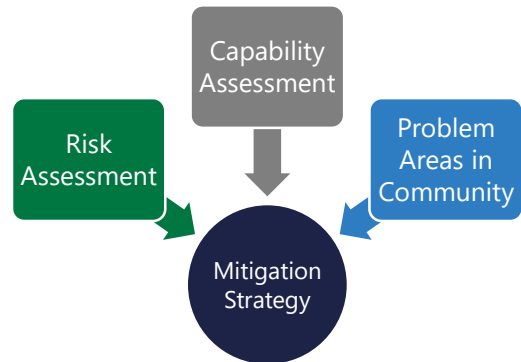 Capability
Assessment
Risk
Assessment
Problem
Areas in
Community
Mitigation
Strategy